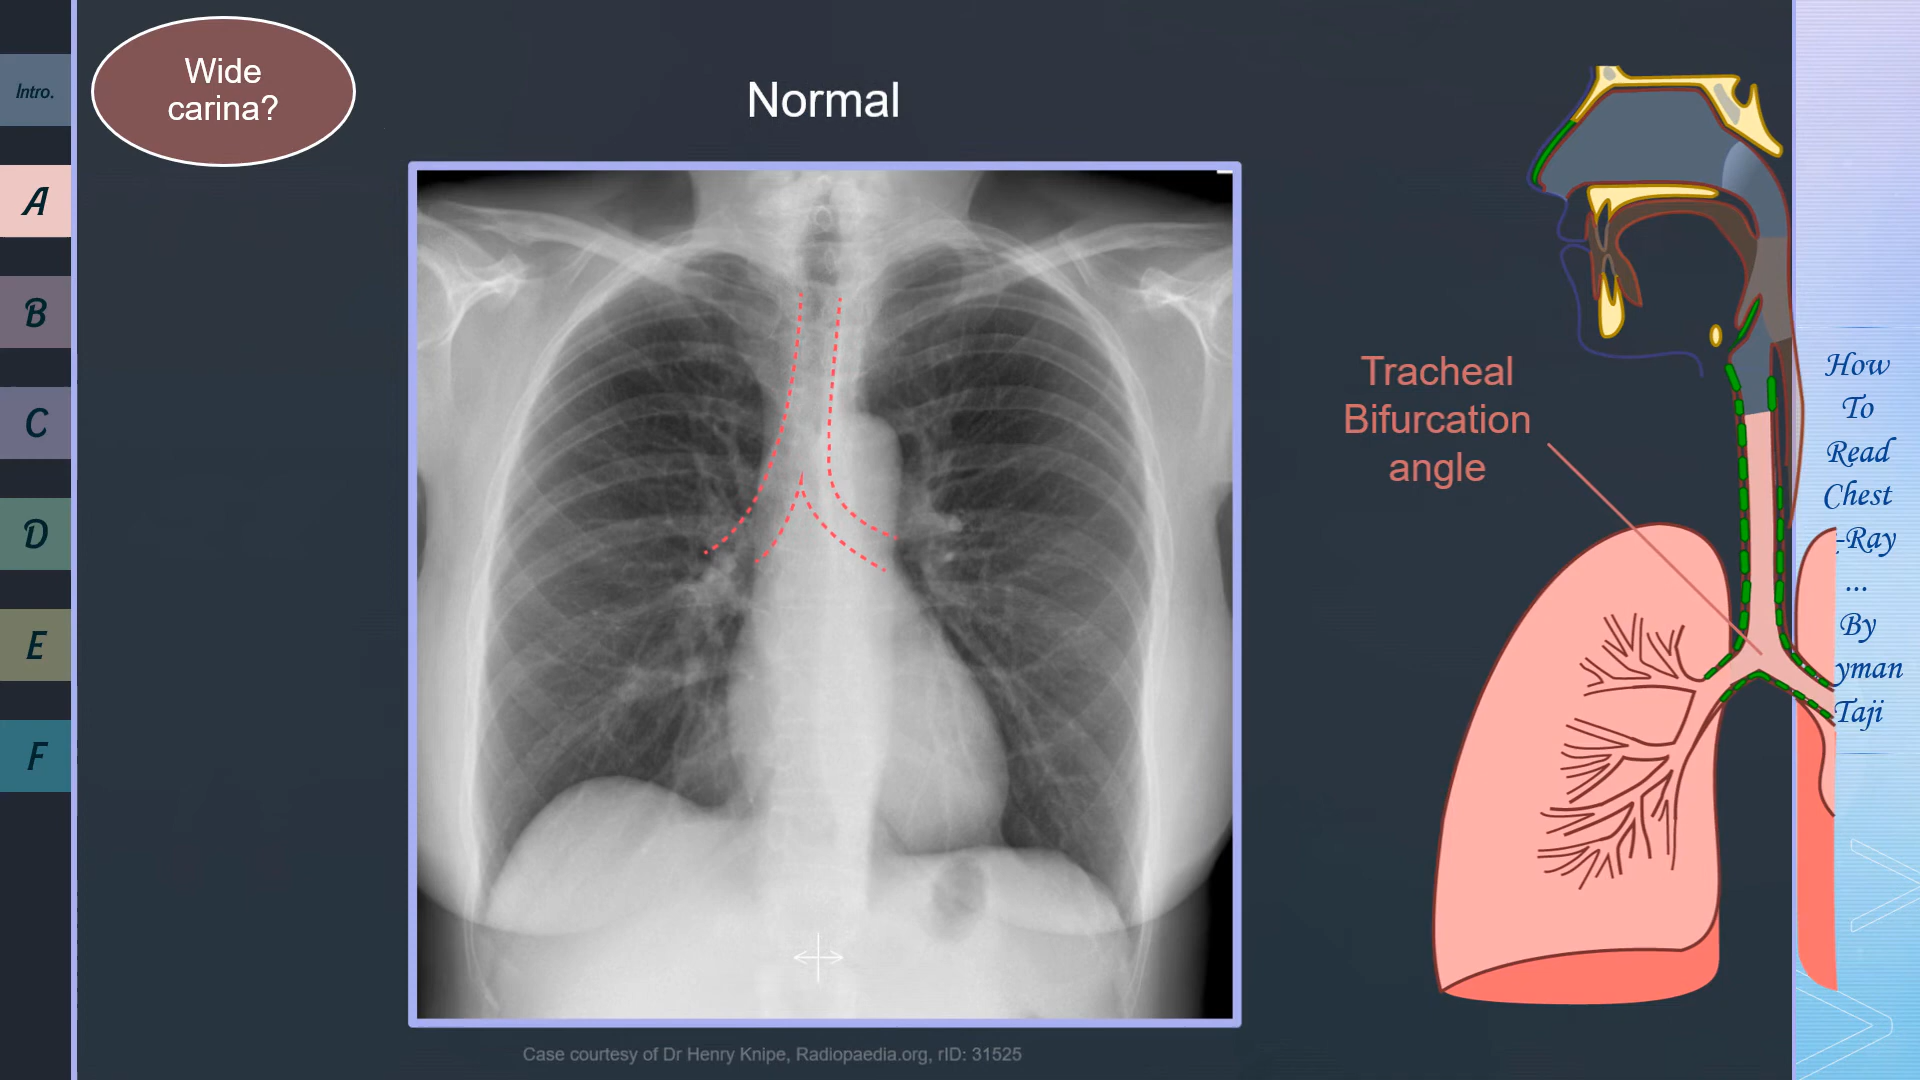 Intro.
A
B
C
D
E
F
Wide
carina?
Normal
Tracheal
Bifurcation
angle
Case courtesy of Dr Henry Knipe, Radiopaedia.org, rID: 31525
How
To
Read
Chest
-Ray
...
By
yman
Taji